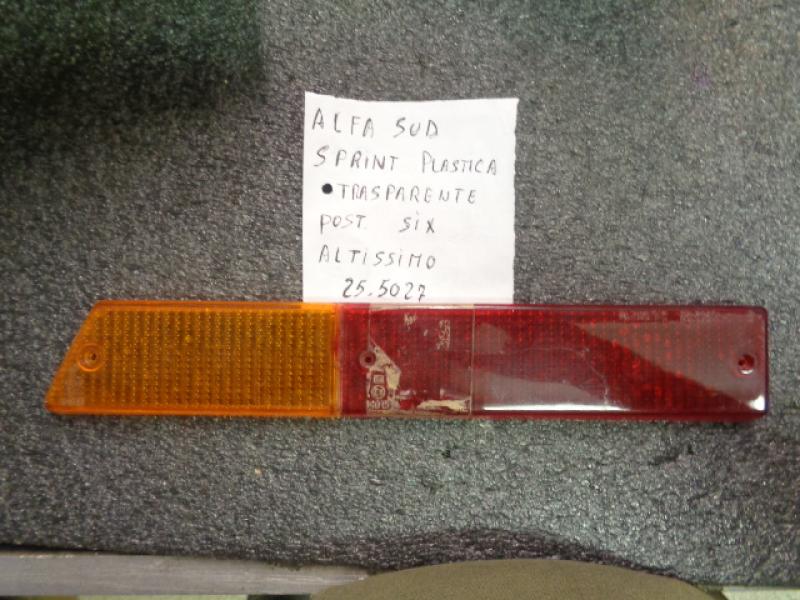 ALFA SUD
SPRINT PLASTICA
• TRASPARENTE
POST. SIX
ALTISSIMO
25.5027